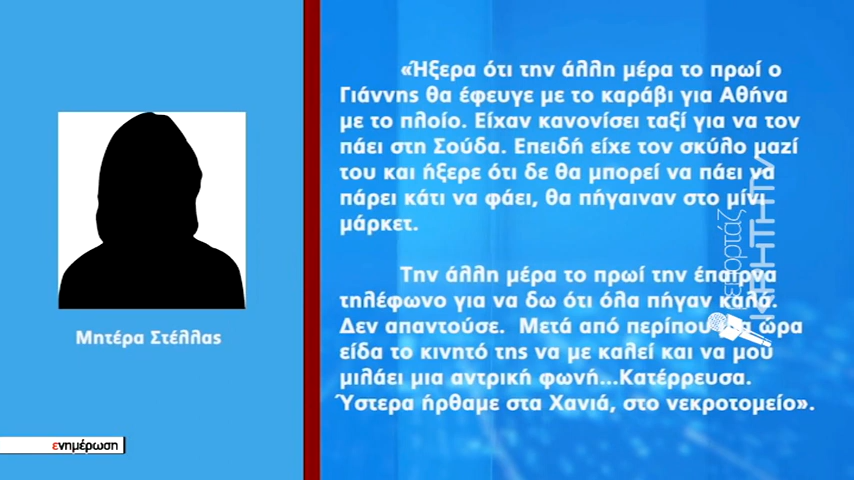 «Ήξερα ότι την άλλη μέρα το πρωί ο
Γιάννης θα έφευγε με το καράβι για Αθήνα
με το πλοίο. Είχαν κανονίσει ταξί για να τον
πάει στη Σούδα. Επειδή είχε τον σκύλο μαζί
του και ήξερε ότι δε θα μπορεί να πάει να
πάρει κάτι να φάει, θα πήγαιναν στο μίνι
μάρκετ.
Την άλλη μέρα το πρωί την έπαιρνα
τηλέφωνο για να δω ότι όλα πήγαν καλά.
Δεν απαντούσε. Μετά από περίπου ώρα
είδα το κινητό της να με καλεί και να μου
μιλάει μια αντρική φωνή...Κατέρρευσα.
Ύστερα ήρθαμε στα Χανιά, στο νεκροτομείο».
Μητέρα Στέλλας
ενημέρωση
ρεπορτάζ
ΚΡΗΤΗ TV